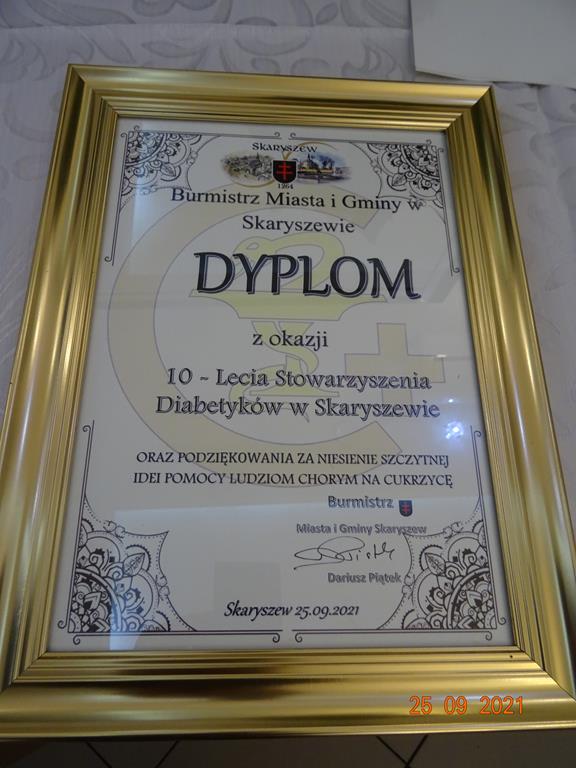 SKARYSZEW
1264
Burmistrz Miasta i Gminy w
Skaryszewie
DYPLOM
z okazji
10 - Lecia Stowarzyszenia
Diabetyków w Skaryszewie
ORAZ PODZIĘKOWANIA ZA NIESIENIE SZCZYTNEJ
IDEI POMOCY LUDZIOM CHORYM NA CUKRZYCĘ
Burmistrz
Miasta i Gminy Skaryszew
Dariusz Piątek
Skaryszew 25.09.2021
25 09 2021